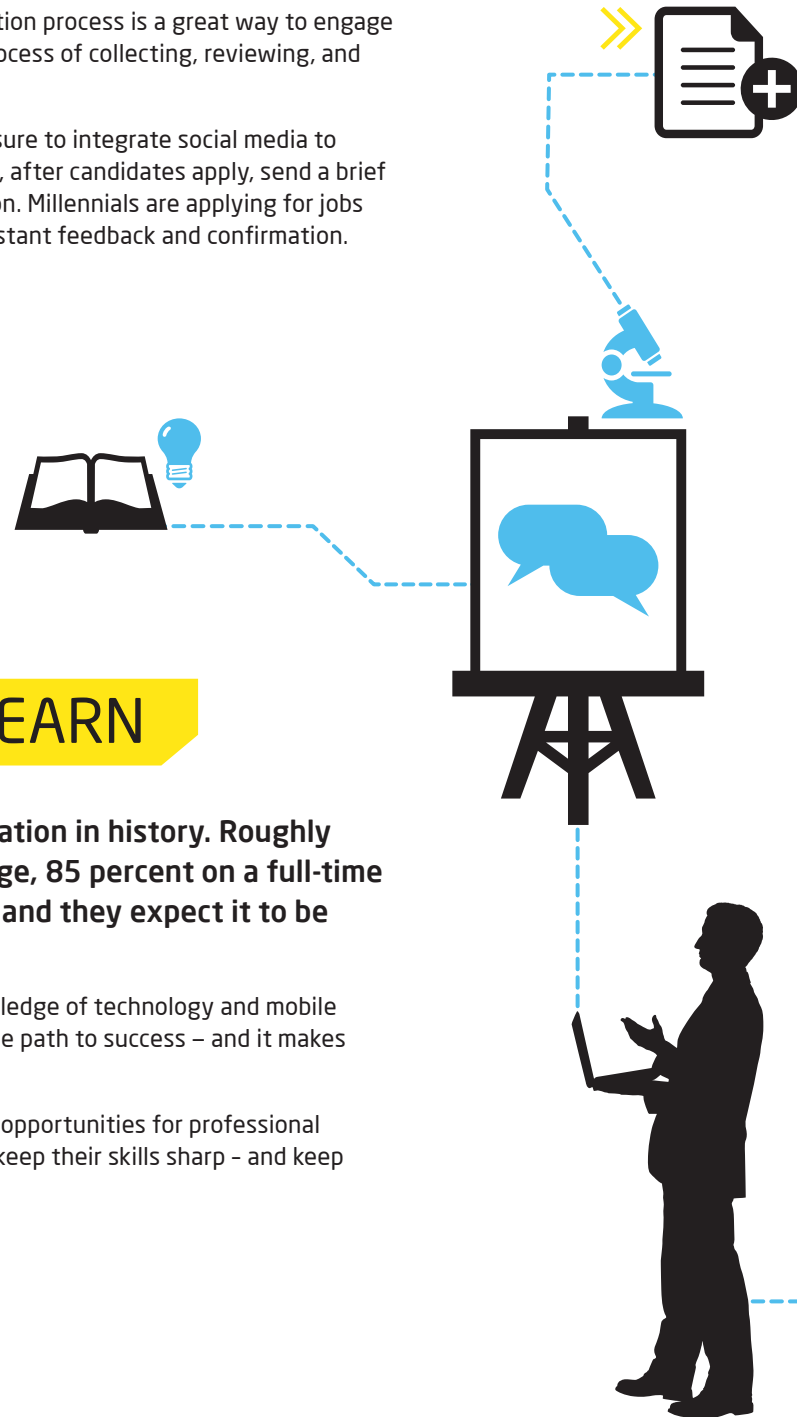 tion process is a great way to engage
ocess of collecting, reviewing, and
sure to integrate social media to
, after candidates apply, send a brief
on. Millennials are applying for jobs
stant feedback and confirmation.
EARN
ation in history. Roughly
ge, 85 percent on a full-time
and they expect it to be
ledge of technology and mobile
e path to success – and it makes
opportunities for professional
keep their skills sharp – and keep